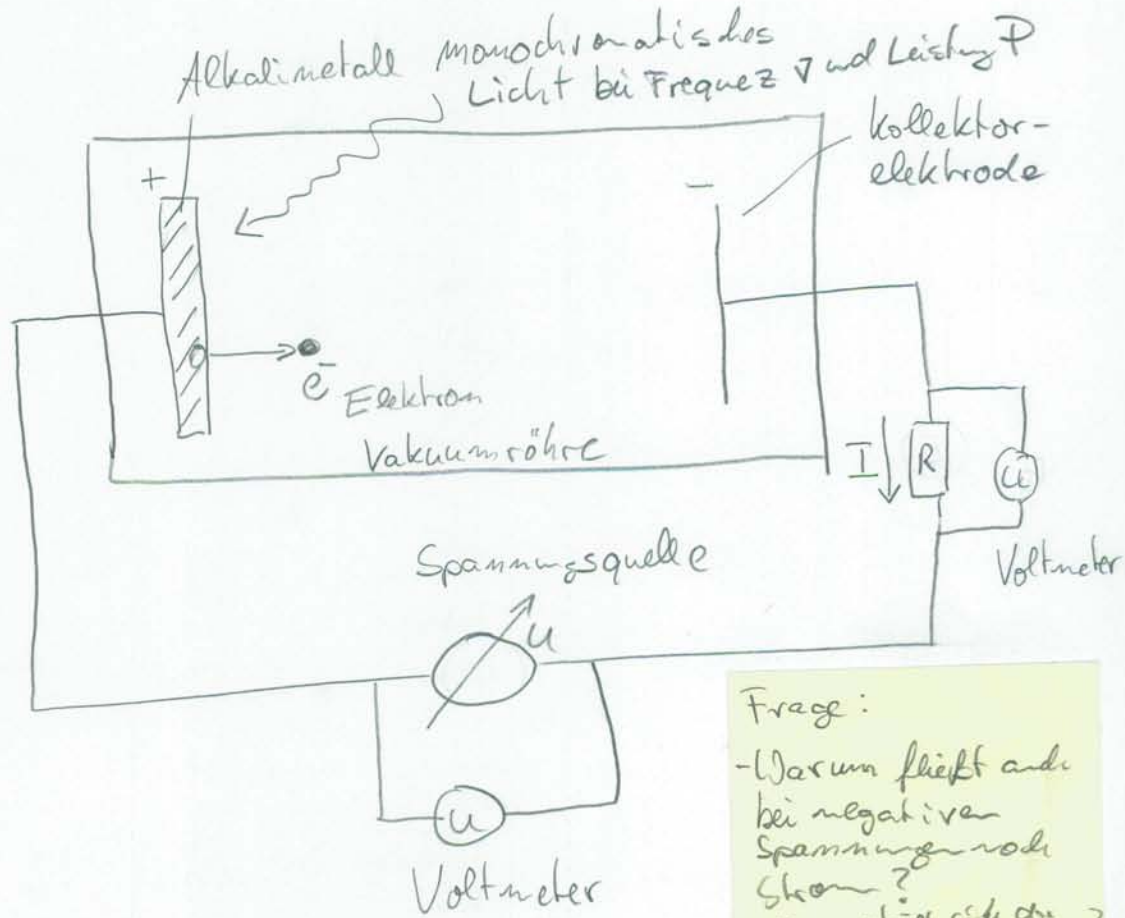 Alkalimetall
monochromatisches
Licht bei Frequez ν und Leistung P
Kollektor-
elektrode
+
-
e⁻
Elektron
Vakuumröhre
I
R
U
Voltmeter
Spannungsquelle
U
U
Voltmeter
Frage:
- Warum fließt auch
bei negativen
Spannungen noch
Strom?